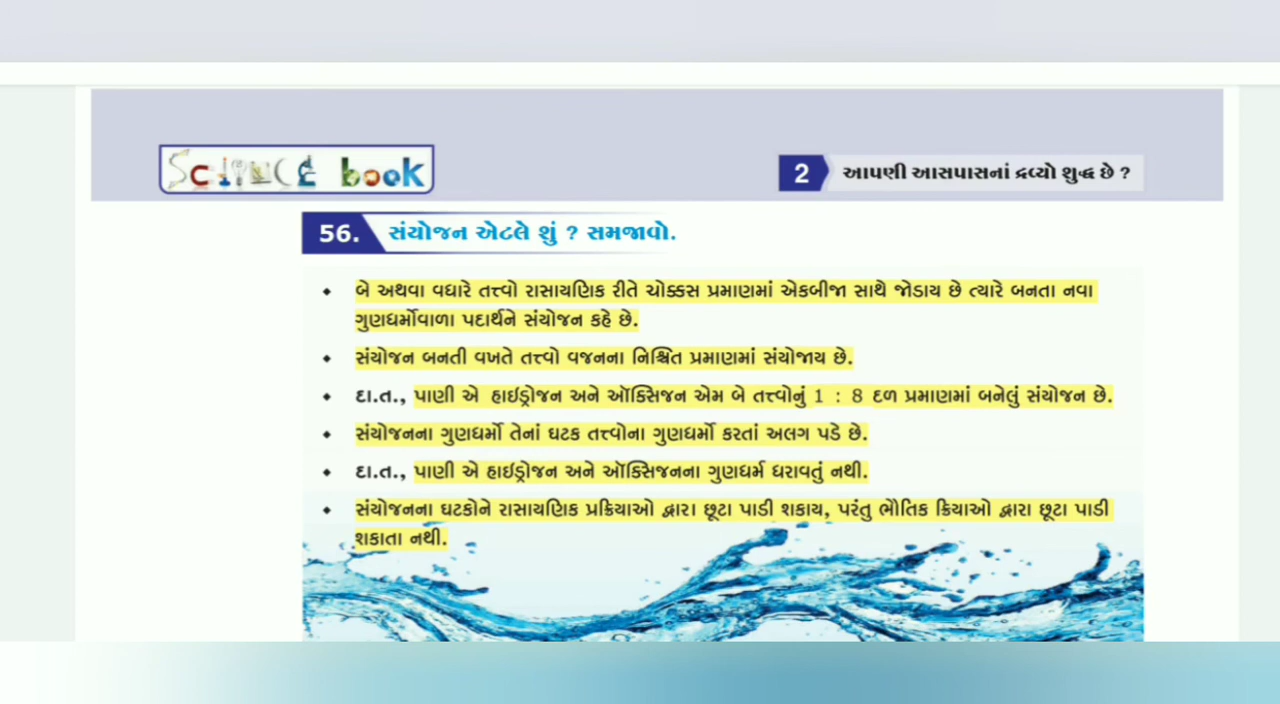 SCIENCE book
2 આપણી આસપાસનાં દ્રવ્યો શુદ્ધ છે ?
56. સંયોજન એટલે શું ? સમજાવો.
• બે અથવા વધારે તત્ત્વો રાસાયણિક રીતે ચોક્કસ પ્રમાણમાં એકબીજા સાથે જોડાય છે ત્યારે બનતા નવા
ગુણધર્મોવાળા પદાર્થને સંયોજન કહે છે.
• સંયોજન બનતી વખતે તત્ત્વો વજનના નિશ્ચિત પ્રમાણમાં સંયોજાય છે.
• દા.ત., પાણી એ હાઈડ્રોજન અને ઑક્સિજન એમ બે તત્ત્વોનું 1 : 8 દળ પ્રમાણમાં બનેલું સંયોજન છે.
• સંયોજનના ગુણધર્મો તેનાં ઘટક તત્ત્વોના ગુણધર્મો કરતાં અલગ પડે છે.
• દા.ત., પાણી એ હાઈડ્રોજન અને ઑક્સિજનના ગુણધર્મ ધરાવતું નથી.
• સંયોજનના ઘટકોને રાસાયણિક પ્રક્રિયાઓ દ્વારા છૂટા પાડી શકાય, પરંતુ ભૌતિક ક્રિયાઓ દ્વારા છૂટા પાડી
શકાતા નથી.